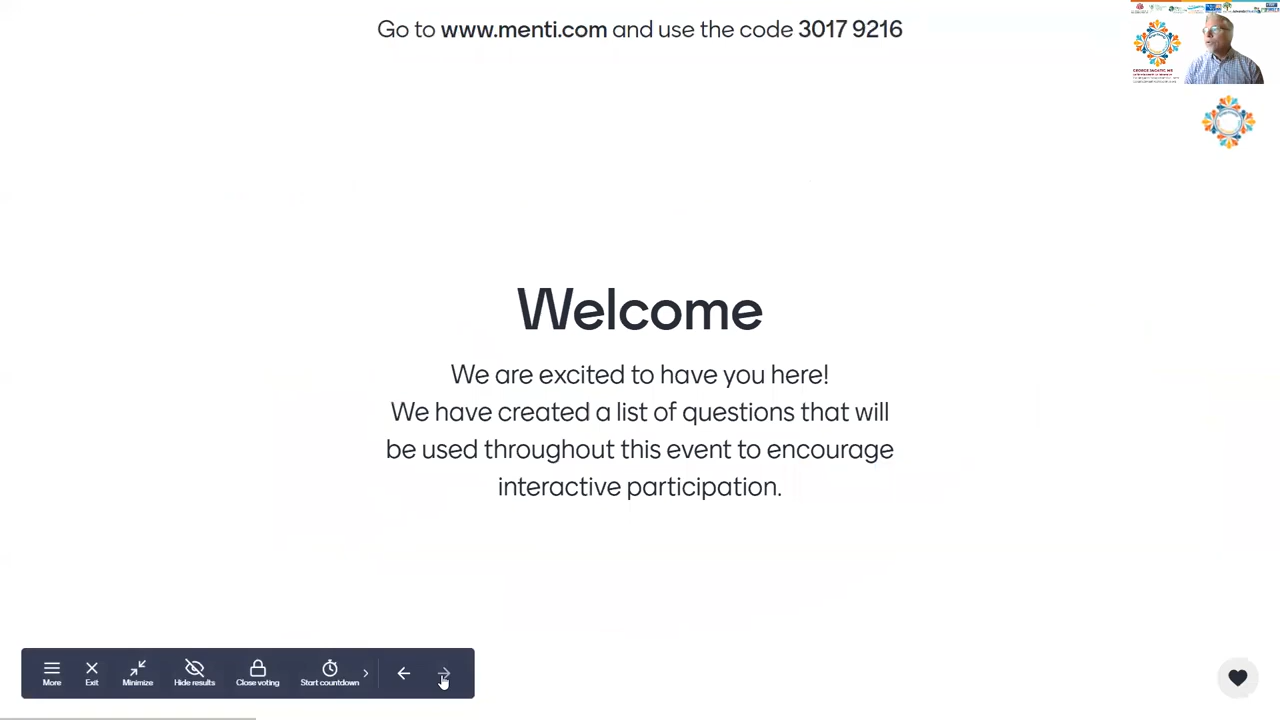 Go to www.menti.com and use the code 3017 9216
Welcome
We are excited to have you here!
We have created a list of questions that will
be used throughout this event to encourage
interactive participation.
More
Exit
Minimize
Hide results
Close voting
Start countdown